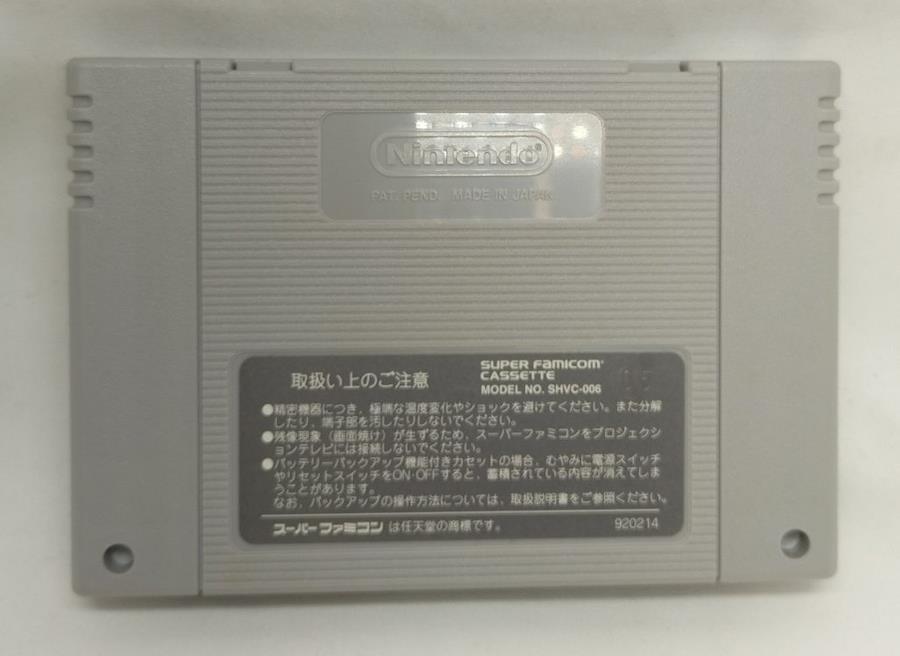 Nintendo®
PAT. PEND. MADE IN JAPAN
取扱い上のご注意
SUPER FAMICOM®
CASSETTE
MODEL NO. SHVC-006
05
●精密機器につき、極端な温度変化やショックを避けてください。また分解
したり、端子部を汚したりしないでください。
●残像現象（画面焼け）が生ずるため、スーパーファミコンをプロジェクシ
ョンテレビには接続しないでください。
●バッテリーバックアップ機能付きカセットの場合、むやみに電源スイッチ
やリセットスイッチをON・OFFすると、蓄積されている内容が消えてしま
うことがあります。
なお、バックアップの操作方法については、取扱説明書をご参照ください。
スーパーファミコンは任天堂の商標です。
920214